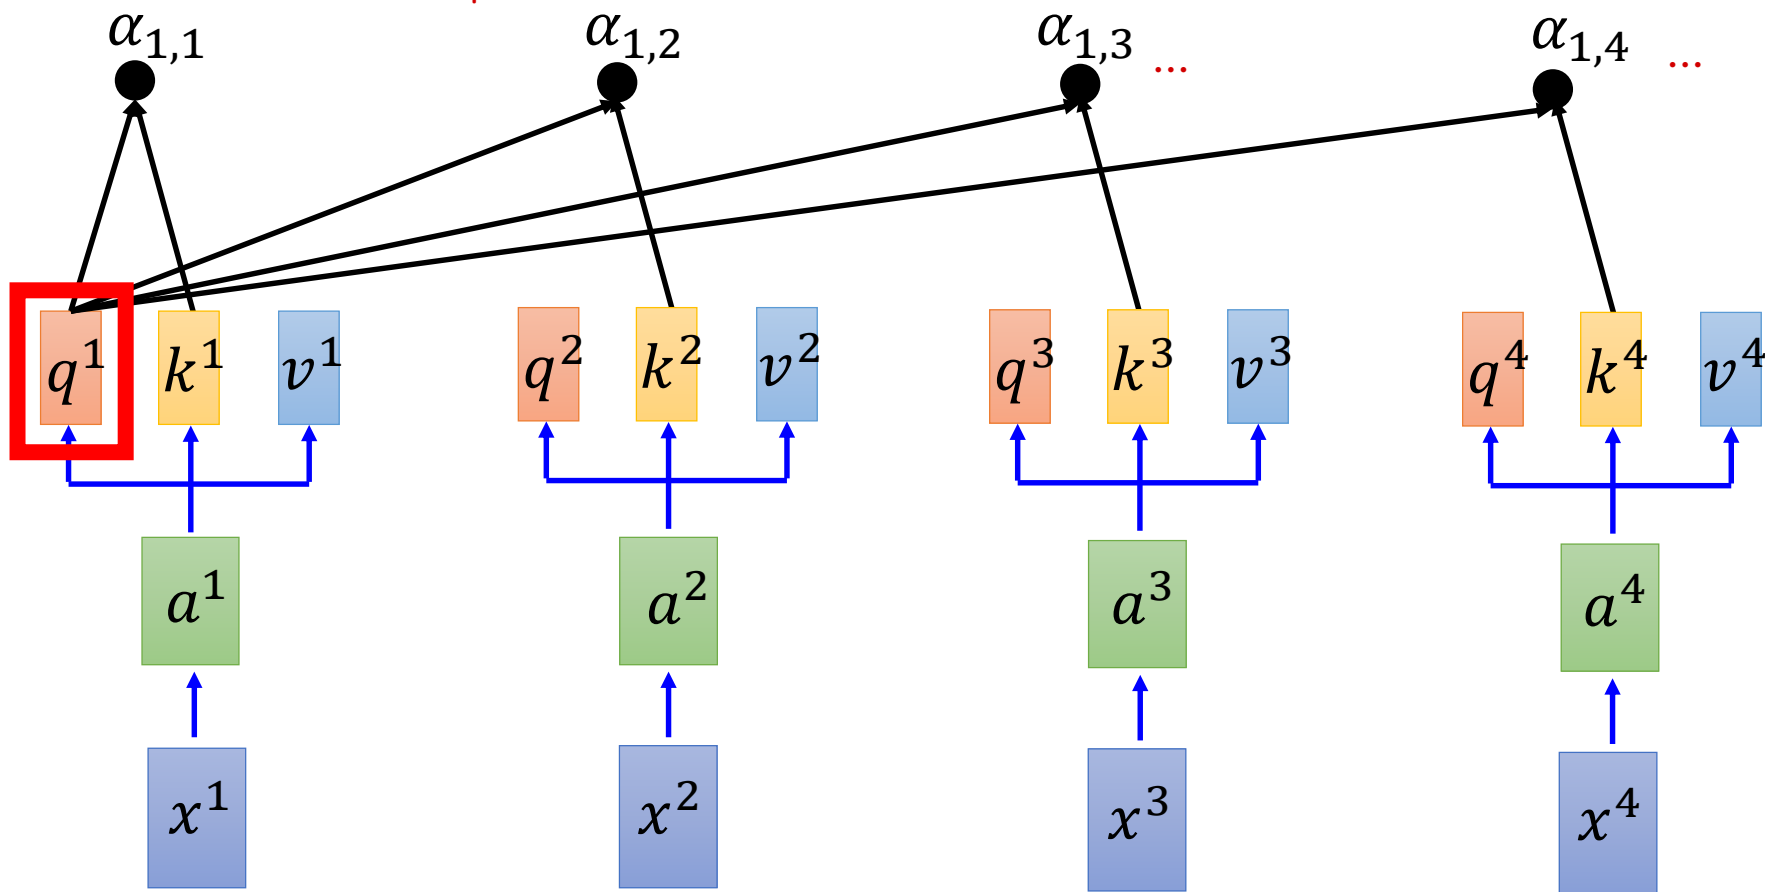 α₁,₁ α₁,₂ α₁,₃ ... α₁,₄ ...
q¹ k¹ v¹ q² k² v² q³ k³ v³ q⁴ k⁴ v⁴
a¹ a² a³ a⁴
x¹ x² x³ x⁴